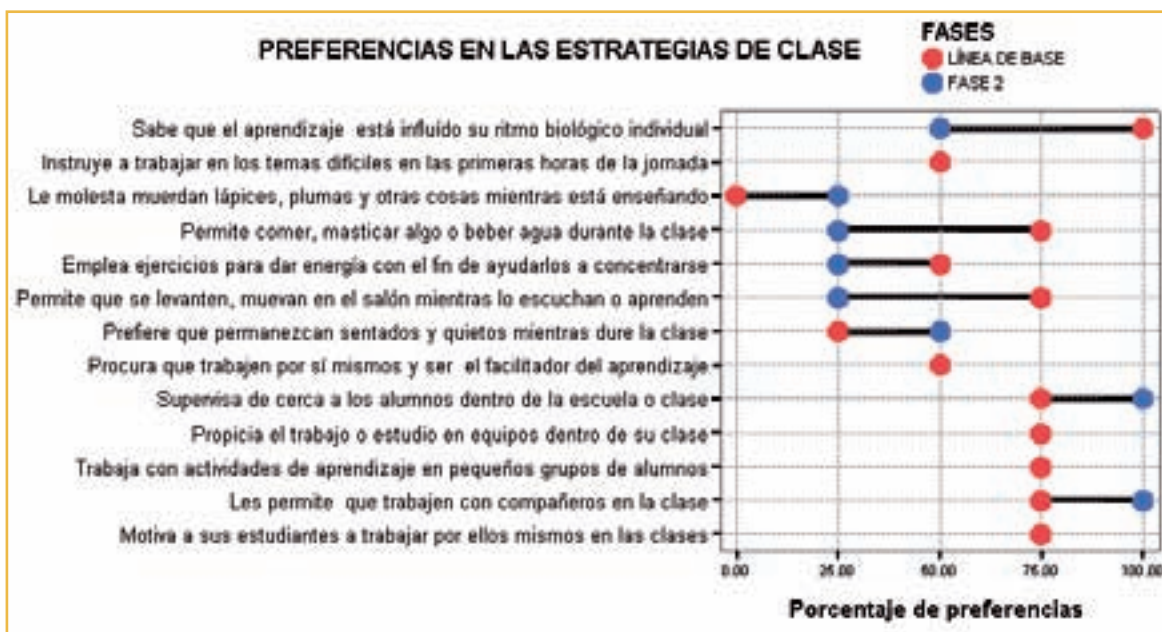 PREFERENCIAS EN LAS ESTRATEGIAS DE CLASE
FASES
LÍNEA DE BASE
FASE 2
Sabe que el aprendizaje está influído su ritmo biológico individual
Instruye a trabajar en los temas difíciles en las primeras horas de la jornada
Le molesta muerdan lápices, plumas y otras cosas mientras está enseñando
Permite comer, masticar algo o beber agua durante la clase
Emplea ejercicios para dar energía con el fin de ayudarlos a concentrarse
Permite que se levanten, muevan en el salón mientras lo escuchan o aprenden
Prefiere que permanezcan sentados y quietos mientras dure la clase
Procura que trabajen por sí mismos y ser el facilitador del aprendizaje
Supervisa de cerca a los alumnos dentro de la escuela o clase
Propicia el trabajo o estudio en equipos dentro de su clase
Trabaja con actividades de aprendizaje en pequeños grupos de alumnos
Les permite que trabajen con compañeros en la clase
Motiva a sus estudiantes a trabajar por ellos mismos en las clases
0.00 25.00 50.00 75.00 100.00
Porcentaje de preferencias